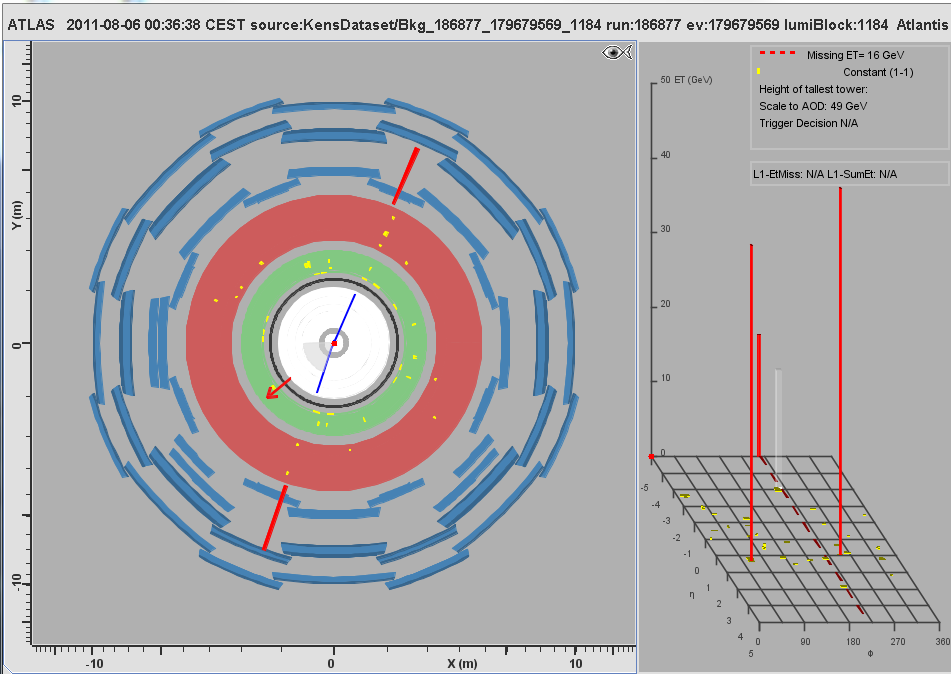 ATLAS 2011-08-06 00:36:38 CEST source:KensDataset/Bkg_186877_179679569_1184 run:186877 ev:179679569 lumiBlock:1184 Atlantis
Missing ET= 16 GeV
Constant (1-1)
Height of tallest tower:
Scale to AOD: 49 GeV
Trigger Decision N/A
L1-EtMiss: N/A L1-SumEt: N/A
10
Y (m)
0
-10
-10
0
X (m)
10
50 ET (GeV)
40
30
20
10
0
-5
-4
-3
-2
-1
0
η
1
2
3
4
5
0
90
180
270
360
Φ